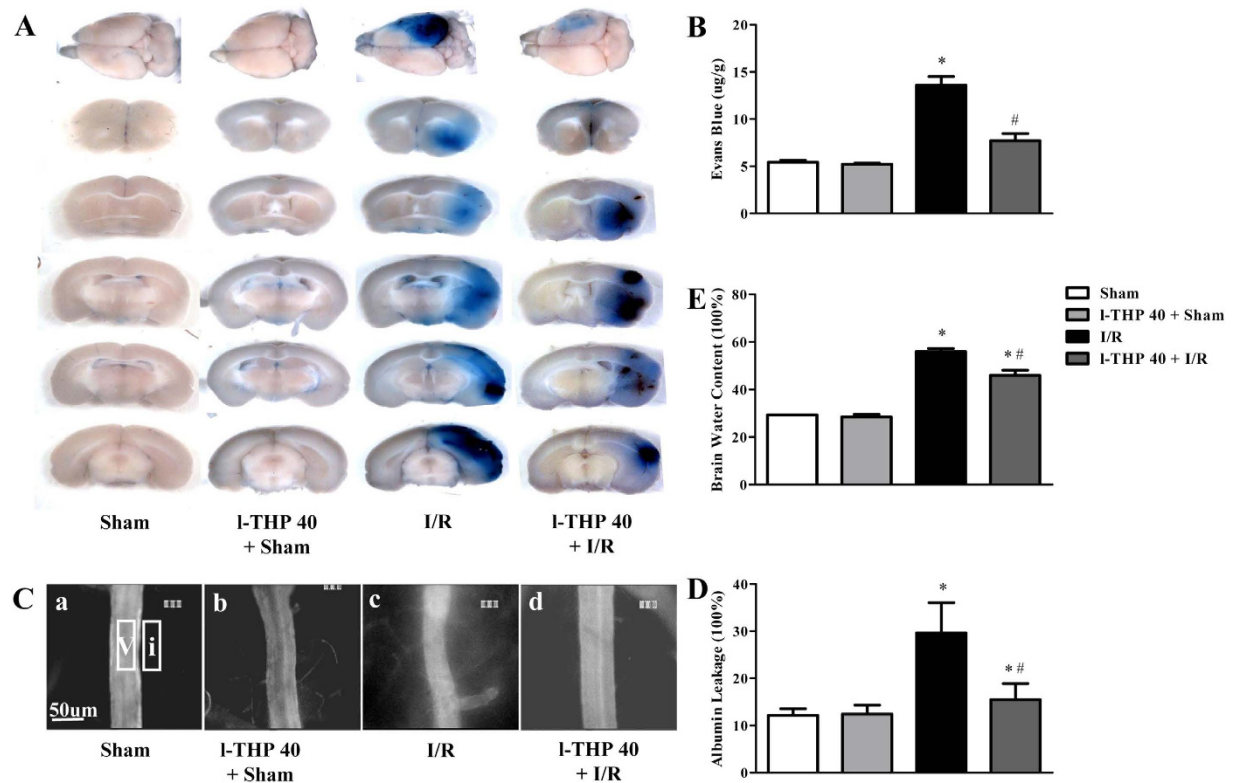 A
Sham
l-THP 40
+ Sham
I/R
l-THP 40
+ I/R
B
Evans Blue (ug/g)
20
15
10
5
0
*
#
E
Brain Water Content (100%)
80
60
40
20
0
*
* #
Sham
l-THP 40 + Sham
I/R
l-THP 40 + I/R
C
a
V
i
50um
b
c
d
Sham
l-THP 40
+ Sham
I/R
l-THP 40
+ I/R
D
Albumin Leakage (100%)
40
30
20
10
0
*
* #